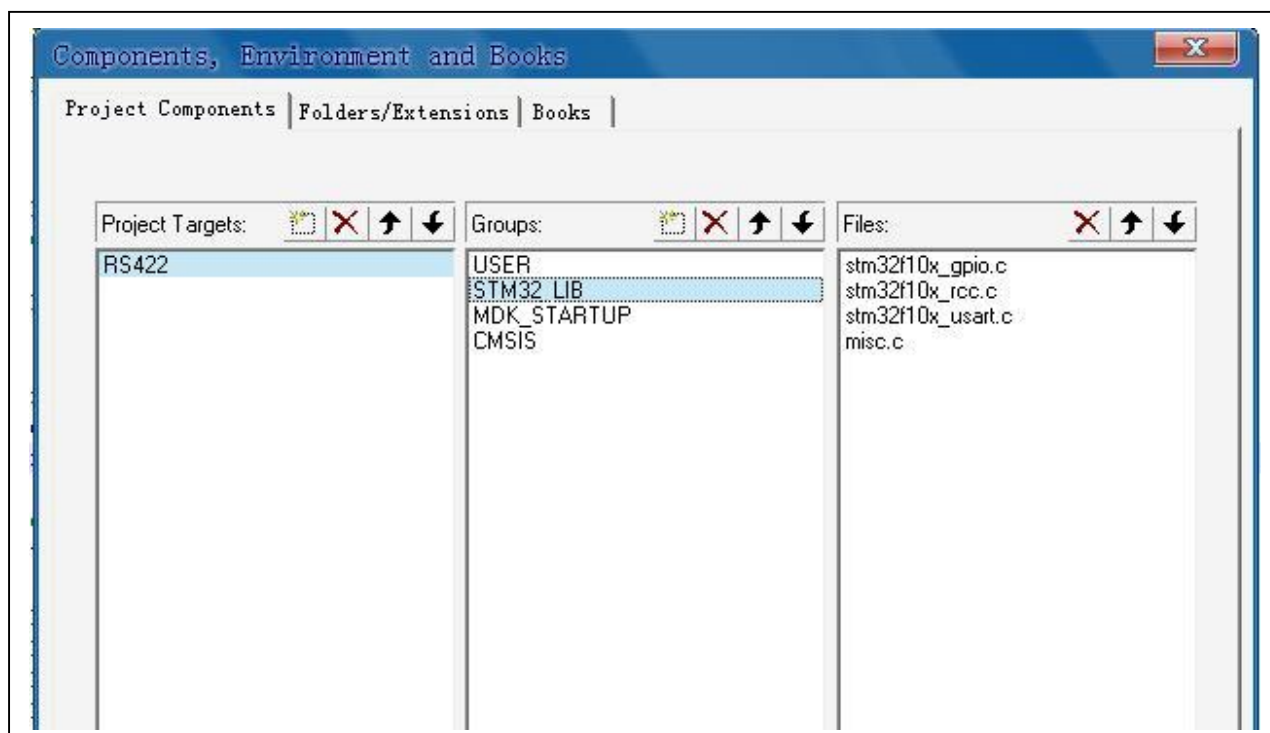 Components, Environment and Books
Project Components Folders/Extensions Books
Project Targets:
RS422
Groups:
USER
STM32_LIB
MDK_STARTUP
CMSIS
Files:
stm32f10x_gpio.c
stm32f10x_rcc.c
stm32f10x_usart.c
misc.c